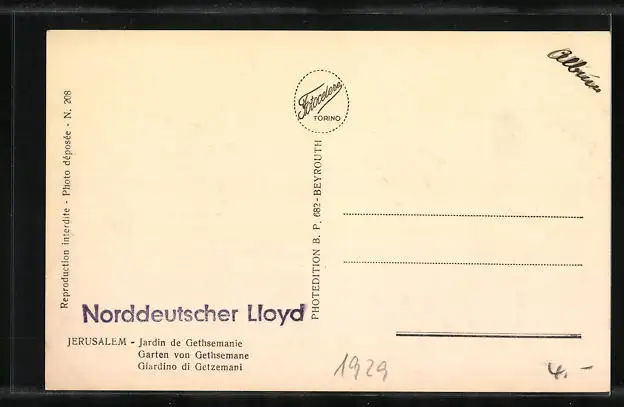 Album
Fotocelere
TORINO
Reproduction interdite - Photo déposée - N. 208
PHOTEDITION B. P. 682 - BEYROUTH
Norddeutscher Lloyd
JERUSALEM - Jardin de Gethsemanie
Garten von Gethsemane
Giardino di Getzemani
1929
4.-